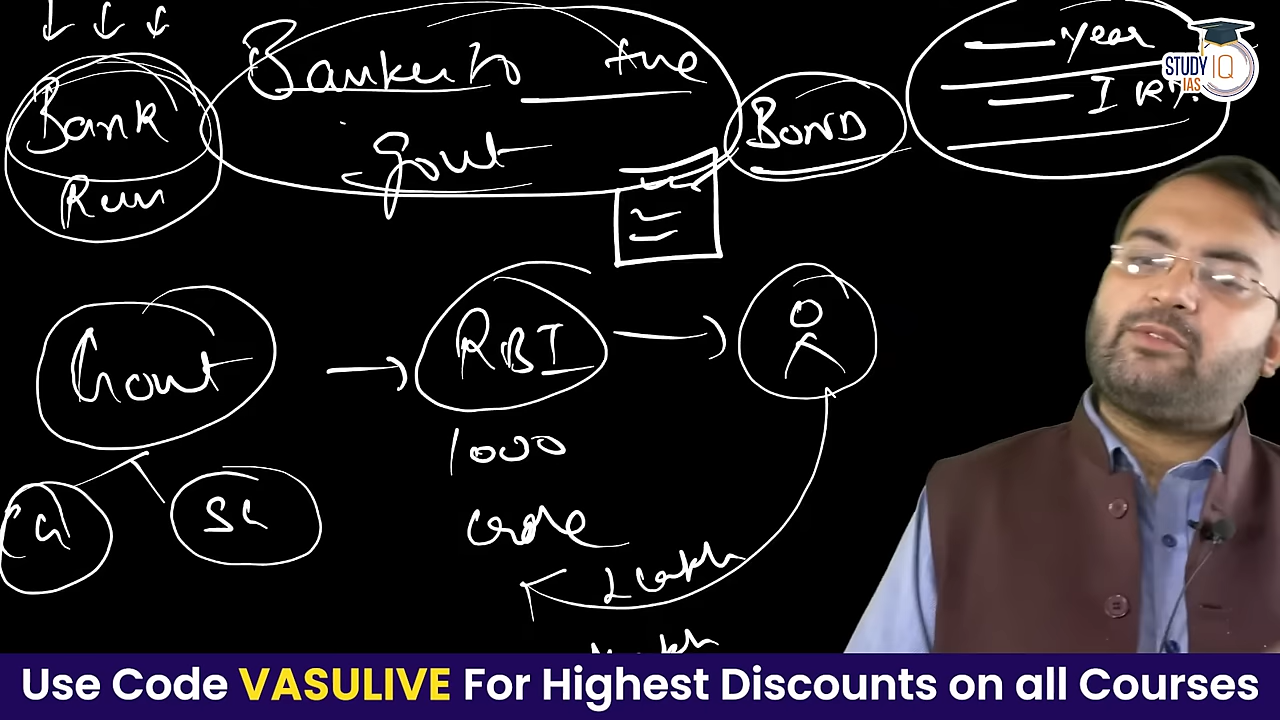 Banker to the
Govt
Bank
Run
BOND
year
I R%
STUDY IQ
IAS
Govt
RBI
1000
crore
CG
SG
Lakh
Use Code VASULIVE For Highest Discounts on all Courses